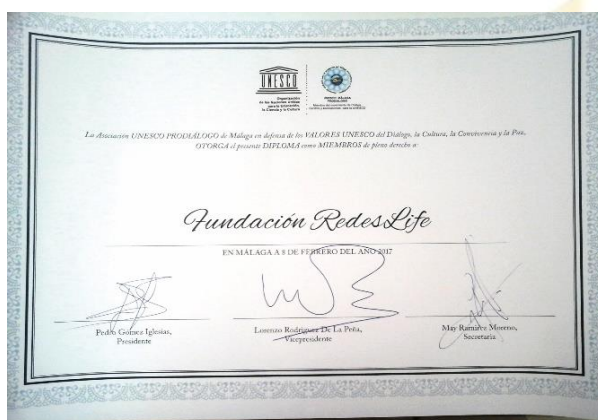 UNESCO
Organización
de las Naciones Unidas
para la Educación,
la Ciencia y la Cultura
UNESCO MÁLAGA
PRODIÁLOGO
La Asociación UNESCO PRODIÁLOGO de Málaga en defensa de los VALORES UNESCO del Diálogo, la Cultura, la Convivencia y la Paz,
OTORGA el presente DIPLOMA como MIEMBROS de pleno derecho a:
Fundación RedesLife
EN MÁLAGA A 8 DE FEBRERO DEL AÑO 2017
Pedro Gómez Iglesias,
Presidente
Lorenzo Rodríguez De La Peña,
Vicepresidente
May Ramírez Moreno,
Secretaria